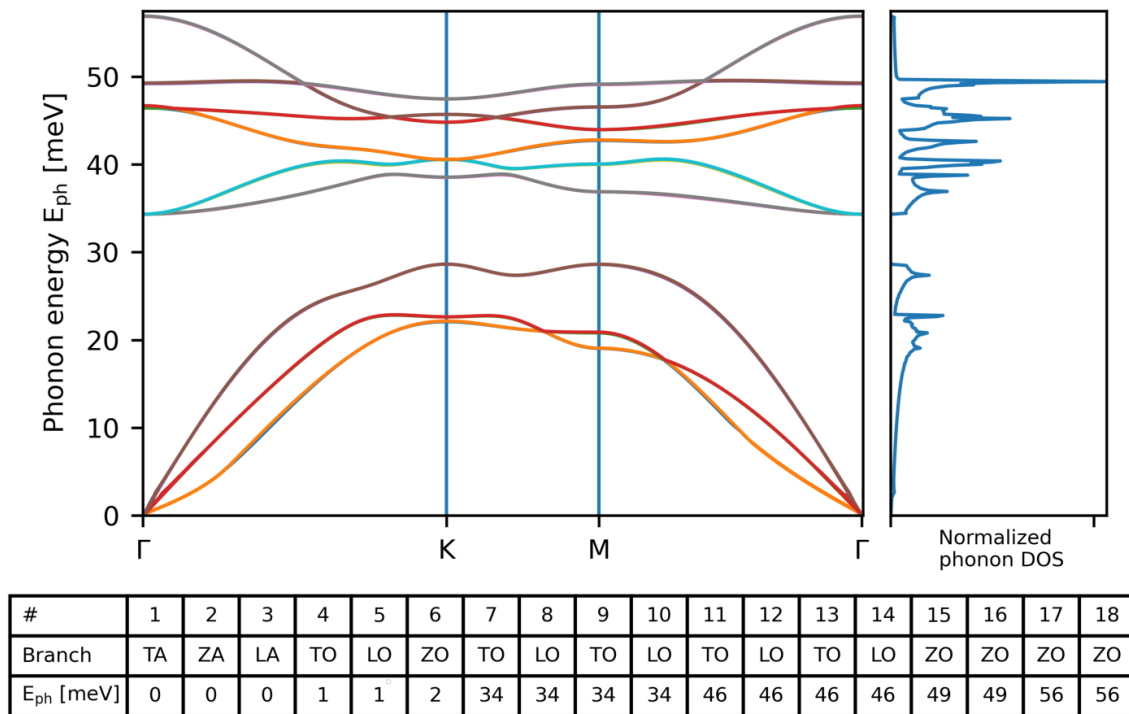 50
40
30
20
10
0
Phonon energy E_ph [meV]
Γ K M Γ
Normalized
phonon DOS
# 1 2 3 4 5 6 7 8 9 10 11 12 13 14 15 16 17 18
Branch TA ZA LA TO LO ZO TO LO TO LO TO LO TO LO ZO ZO ZO ZO
E_ph [meV] 0 0 0 1 1 2 34 34 34 34 46 46 46 46 49 49 56 56